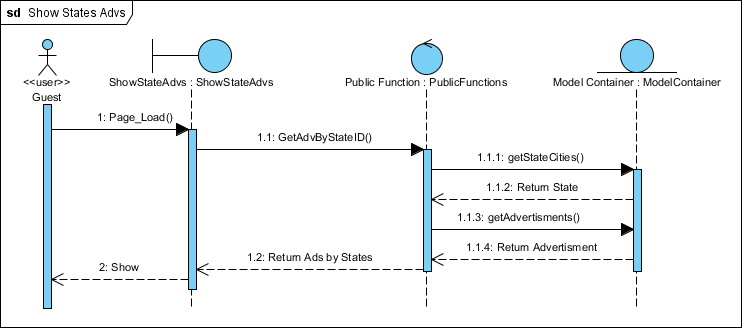 sd Show States Advs
<<user>>
Guest
ShowStateAdvs : ShowStateAdvs
Public Function : PublicFunctions
Model Container : ModelContainer
1: Page_Load()
1.1: GetAdvByStateID()
1.1.1: getStateCities()
1.1.2: Return State
1.1.3: getAdvertisments()
1.1.4: Return Advertisment
1.2: Return Ads by States
2: Show